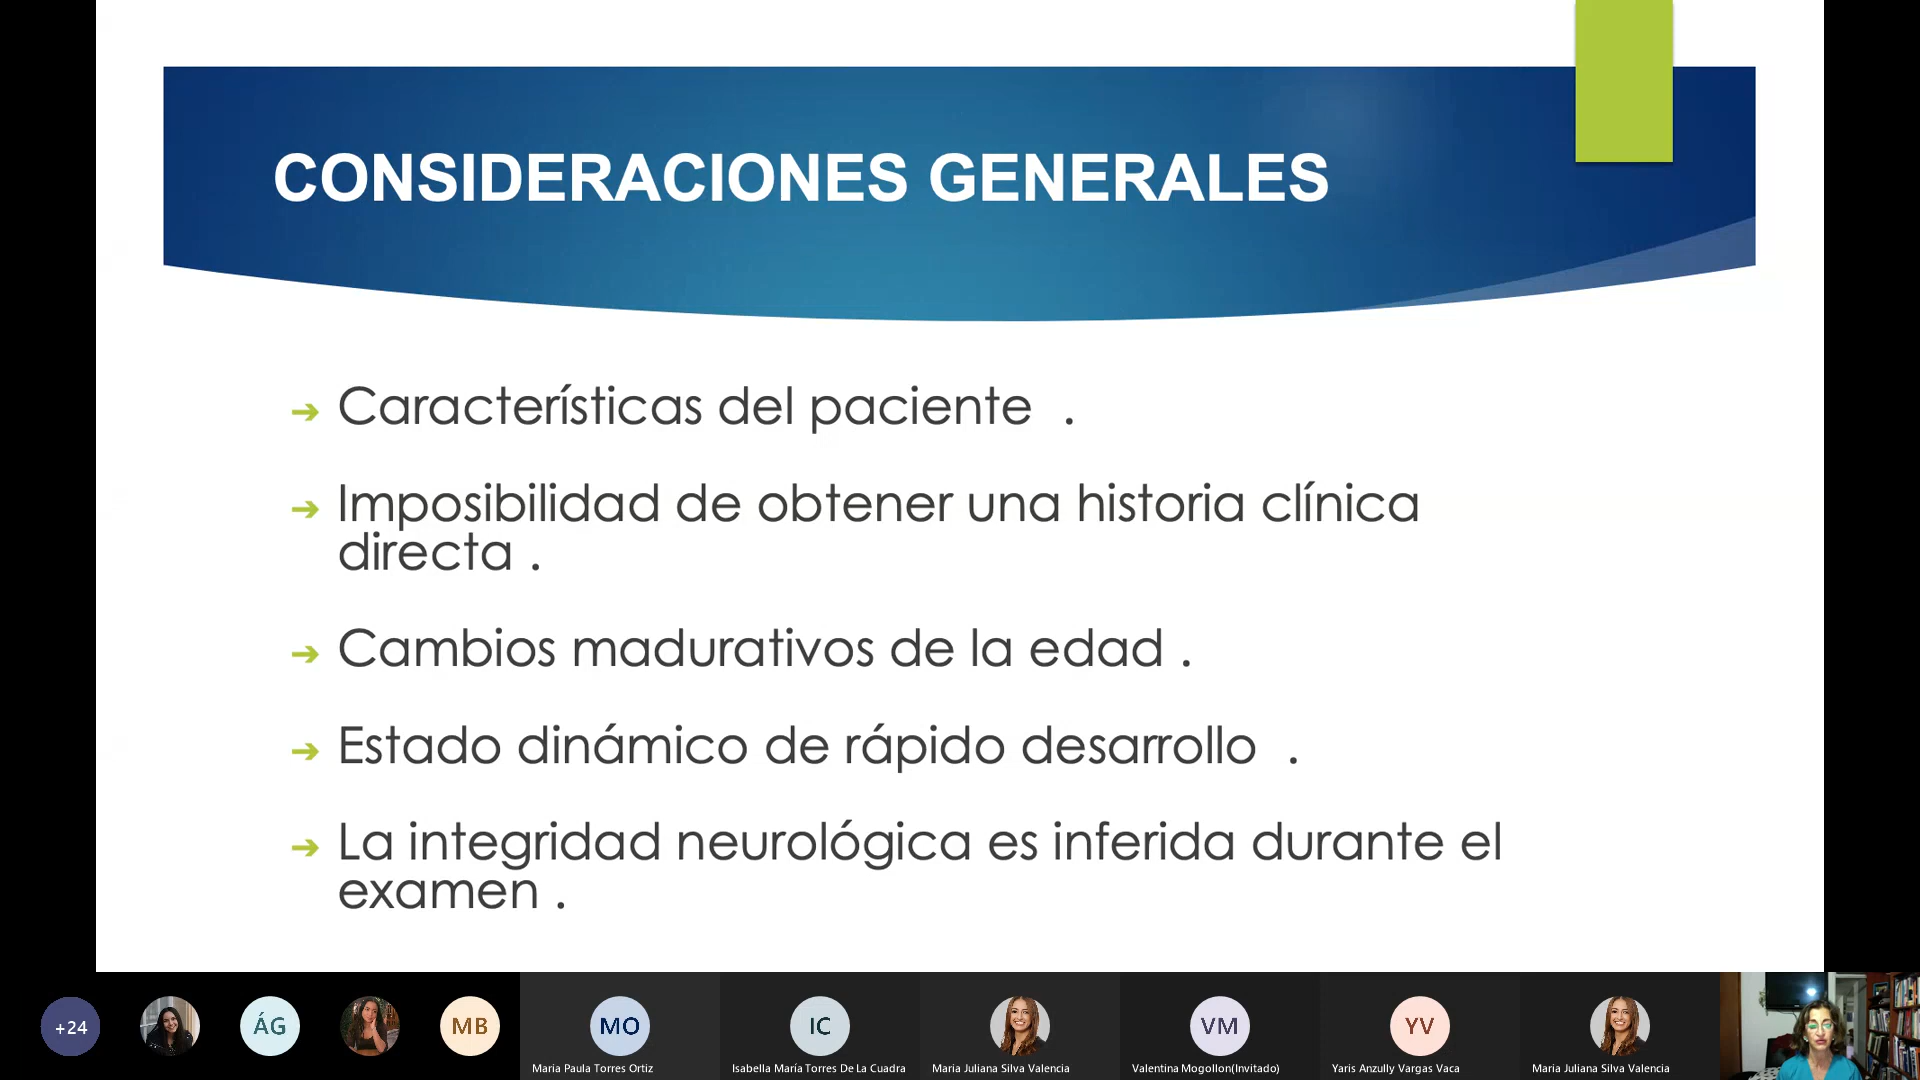 CONSIDERACIONES GENERALES
➔ Características del paciente .
➔ Imposibilidad de obtener una historia clínica
directa .
➔ Cambios madurativos de la edad .
➔ Estado dinámico de rápido desarrollo .
➔ La integridad neurológica es inferida durante el
examen .
+24
ÁG
MB
MO
IC
VM
YV
Maria Paula Torres Ortiz
Isabella María Torres De La Cuadra
Maria Juliana Silva Valencia
Valentina Mogollon(Invitado)
Yaris Anzully Vargas Vaca
Maria Juliana Silva Valencia